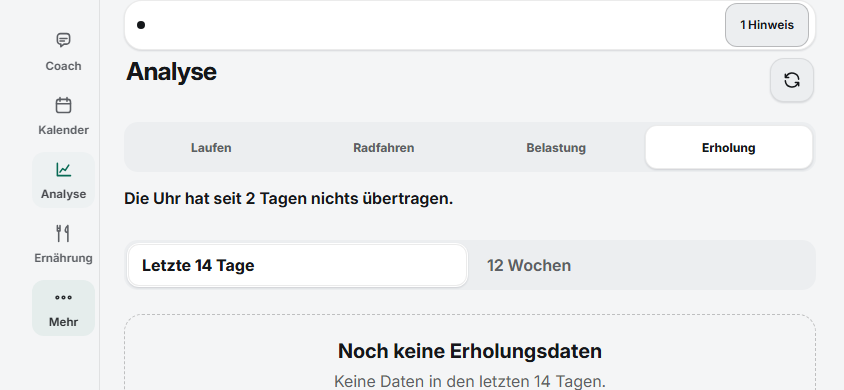 1 Hinweis
Coach
Analyse
Kalender
Laufen
Radfahren
Belastung
Erholung
Analyse
Die Uhr hat seit 2 Tagen nichts übertragen.
Ernährung
Letzte 14 Tage
12 Wochen
Mehr
Noch keine Erholungsdaten
Keine Daten in den letzten 14 Tagen.